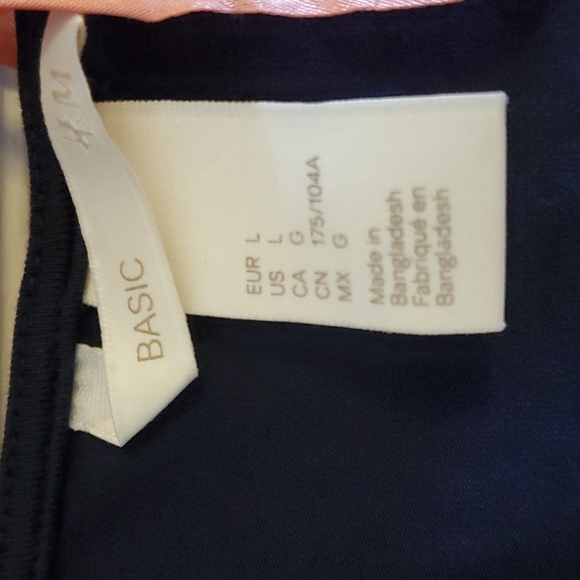 H&M
BASIC
EUR L
US L
CA G
CN 175/104A
MX G
Made in
Bangladesh
Fabriqué en
Bangladesh